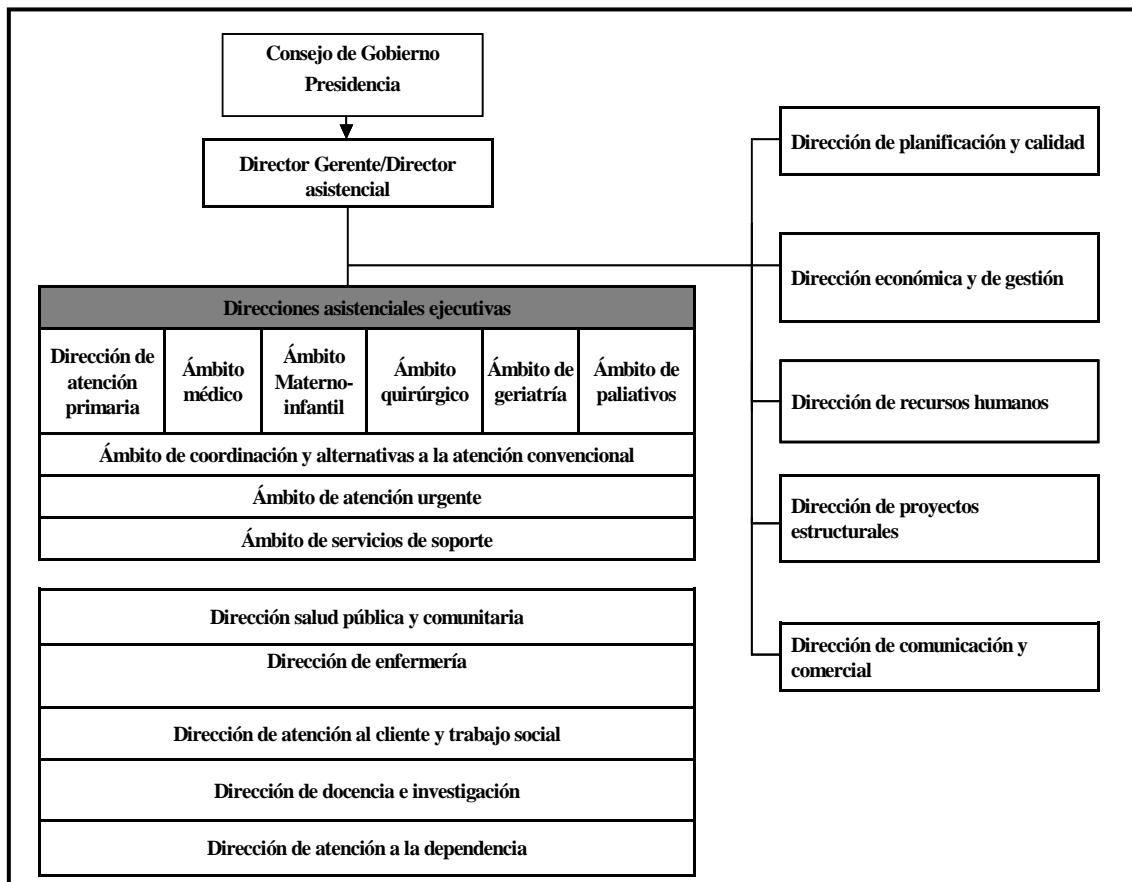 Consejo de Gobierno
Presidencia
Director Gerente/Director
asistencial
Dirección de planificación y calidad
Dirección económica y de gestión
Dirección de recursos humanos
Dirección de proyectos
estructurales
Dirección de comunicación y
comercial
Direcciones asistenciales ejecutivas
Dirección de
atención
primaria
Ámbito
médico
Ámbito
Materno-
infantil
Ámbito
quirúrgico
Ámbito de
geriatría
Ámbito de
paliativos
Ámbito de coordinación y alternativas a la atención convencional
Ámbito de atención urgente
Ámbito de servicios de soporte
Dirección salud pública y comunitaria
Dirección de enfermería
Dirección de atención al cliente y trabajo social
Dirección de docencia e investigación
Dirección de atención a la dependencia